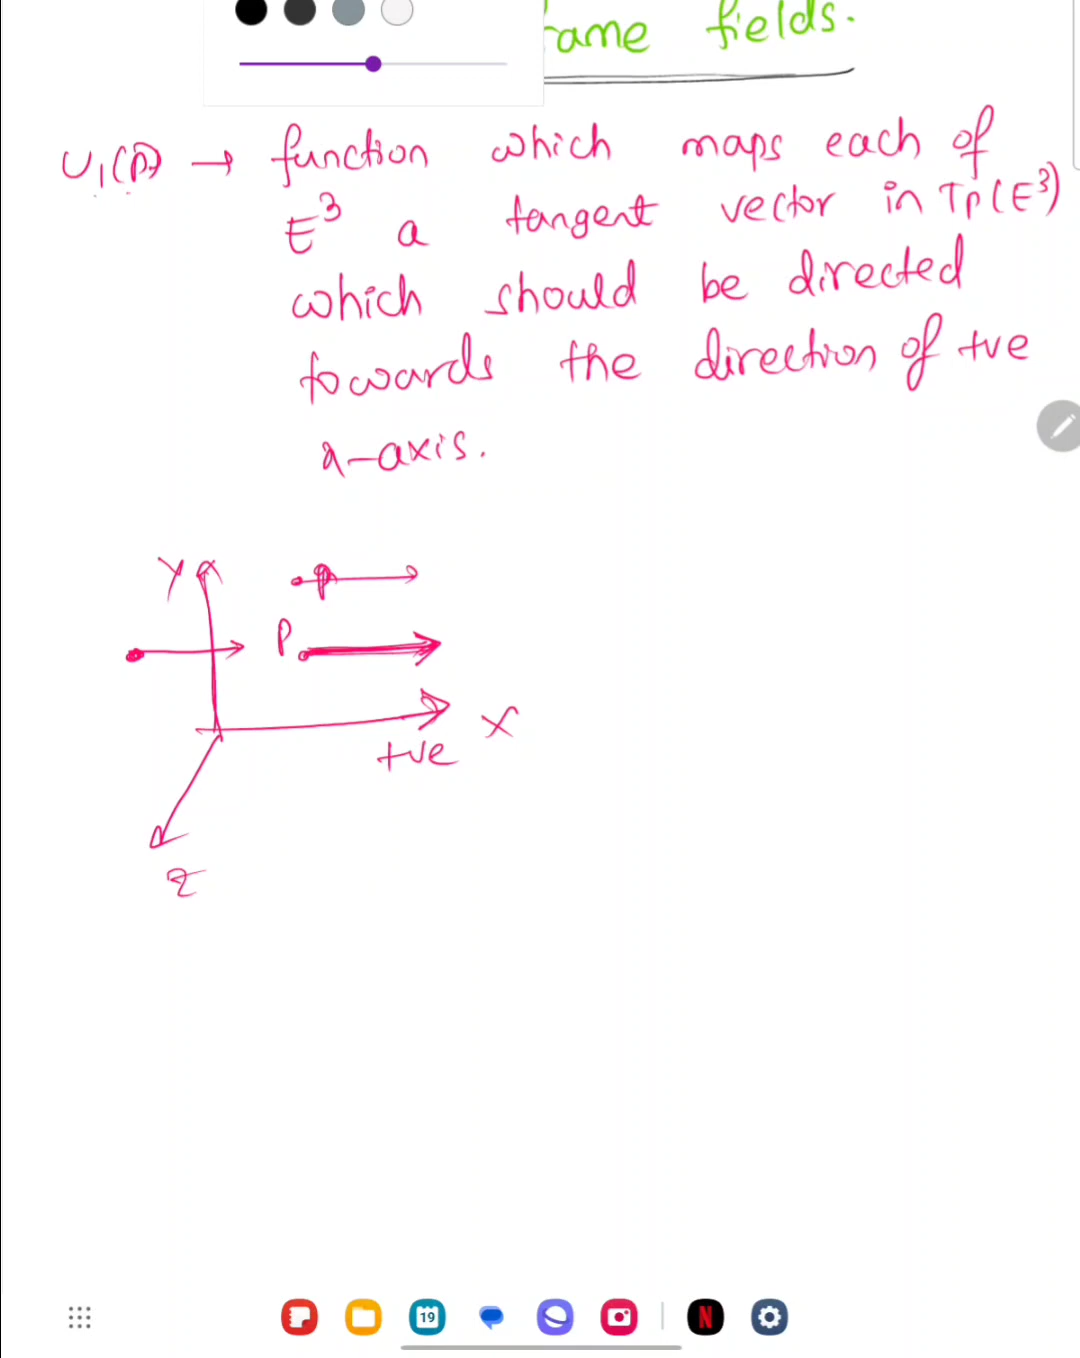 ame fields.
U₁(P) → function which maps each of
E³ a tangent vector in Tp(E³)
which should be directed
towards the direction of +ve
x-axis.
Y
P
X
+ve
Z
19
N